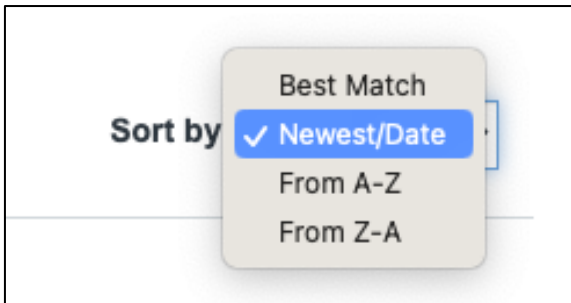 Best Match
Sort by ✓ Newest/Date
From A-Z
From Z-A